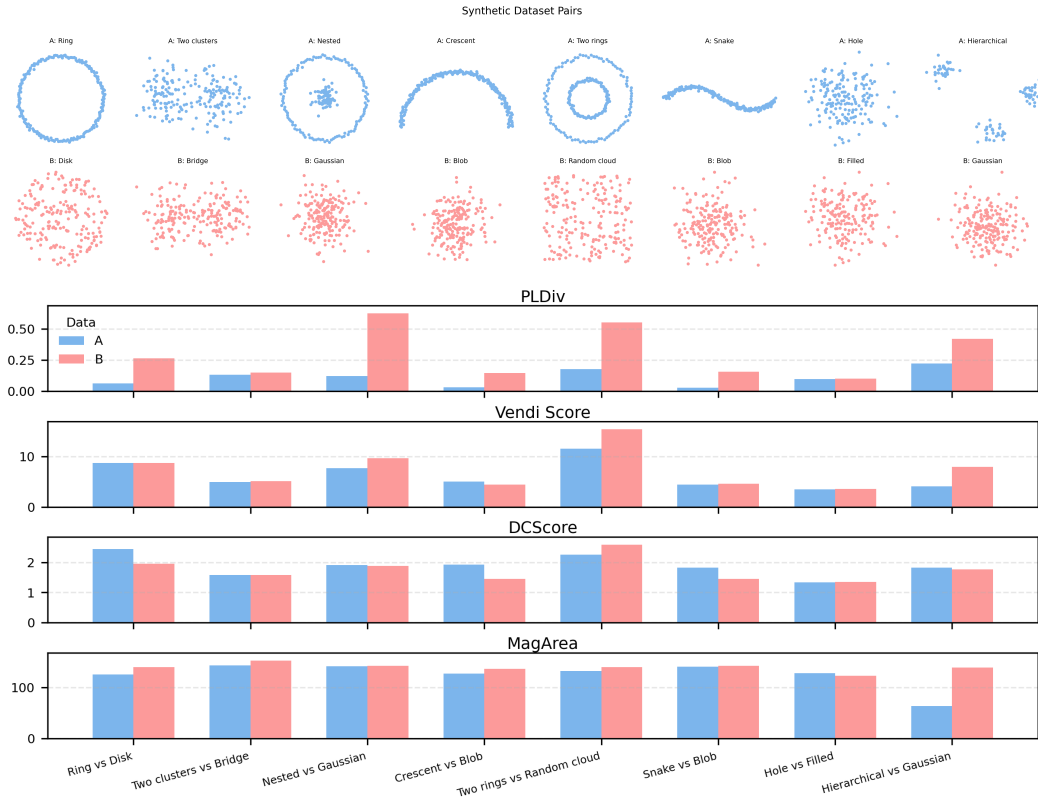 Synthetic Dataset Pairs
A: Ring
A: Two clusters
A: Nested
A: Crescent
A: Two rings
A: Snake
A: Hole
A: Hierarchical
B: Disk
B: Bridge
B: Gaussian
B: Blob
B: Random cloud
B: Blob
B: Filled
B: Gaussian
PLDiv
Data
A
B
0.50
0.25
0.00
Vendi Score
10
0
DCScore
2
1
0
MagArea
100
0
Ring vs Disk
Two clusters vs Bridge
Nested vs Gaussian
Crescent vs Blob
Two rings vs Random cloud
Snake vs Blob
Hole vs Filled
Hierarchical vs Gaussian